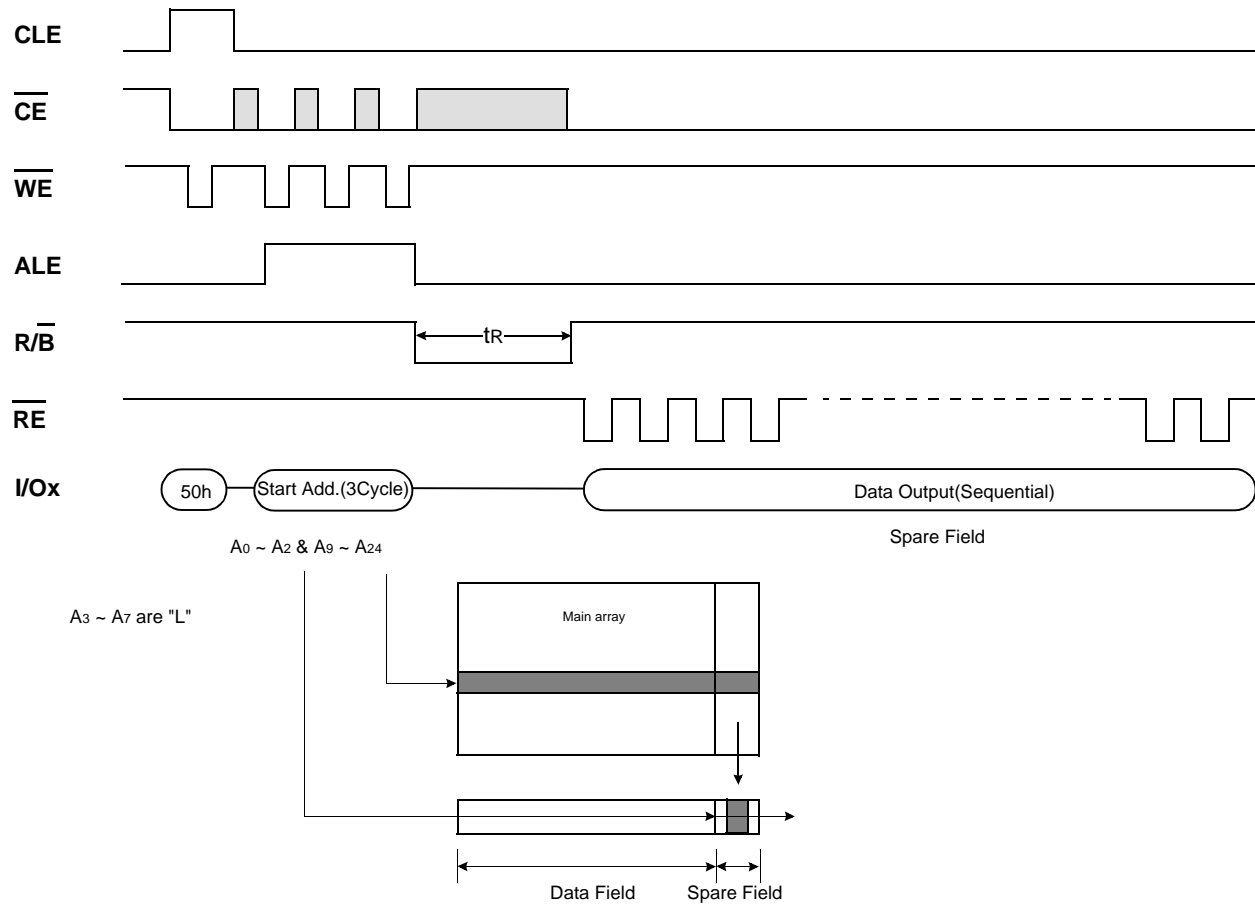 CLE
CE
WE
ALE
R/B
tR
RE
I/Ox
50h
Start Add.(3Cycle)
Data Output(Sequential)
Spare Field
A0 ~ A2 & A9 ~ A24
A3 ~ A7 are "L"
Main array
Data Field
Spare Field